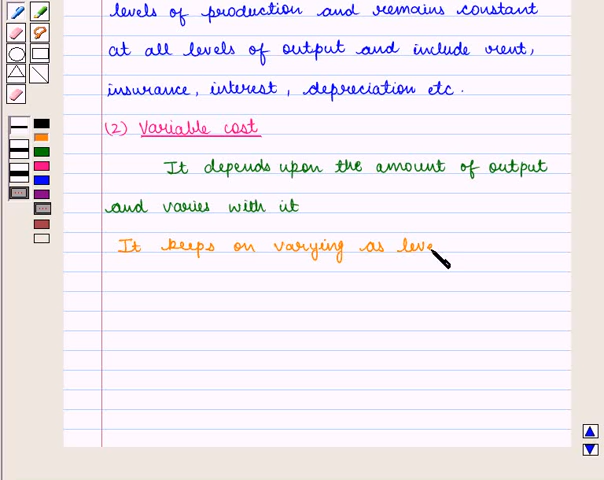 levels of production and remains constant
at all levels of output and include rent,
insurance, interest, depreciation etc.
(2) Variable cost
It depends upon the amount of output
and varies with it
It keeps on varying as leve